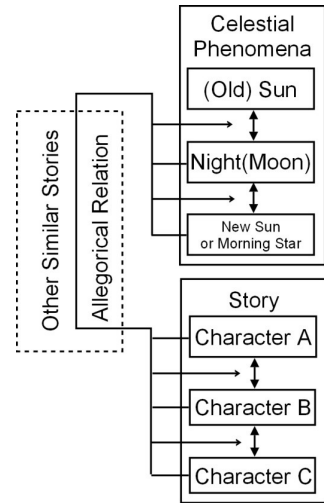 Celestial
Phenomena
(Old) Sun
Night(Moon)
New Sun
or Morning Star
Other Similar Stories
Allegorical Relation
Story
Character A
Character B
Character C